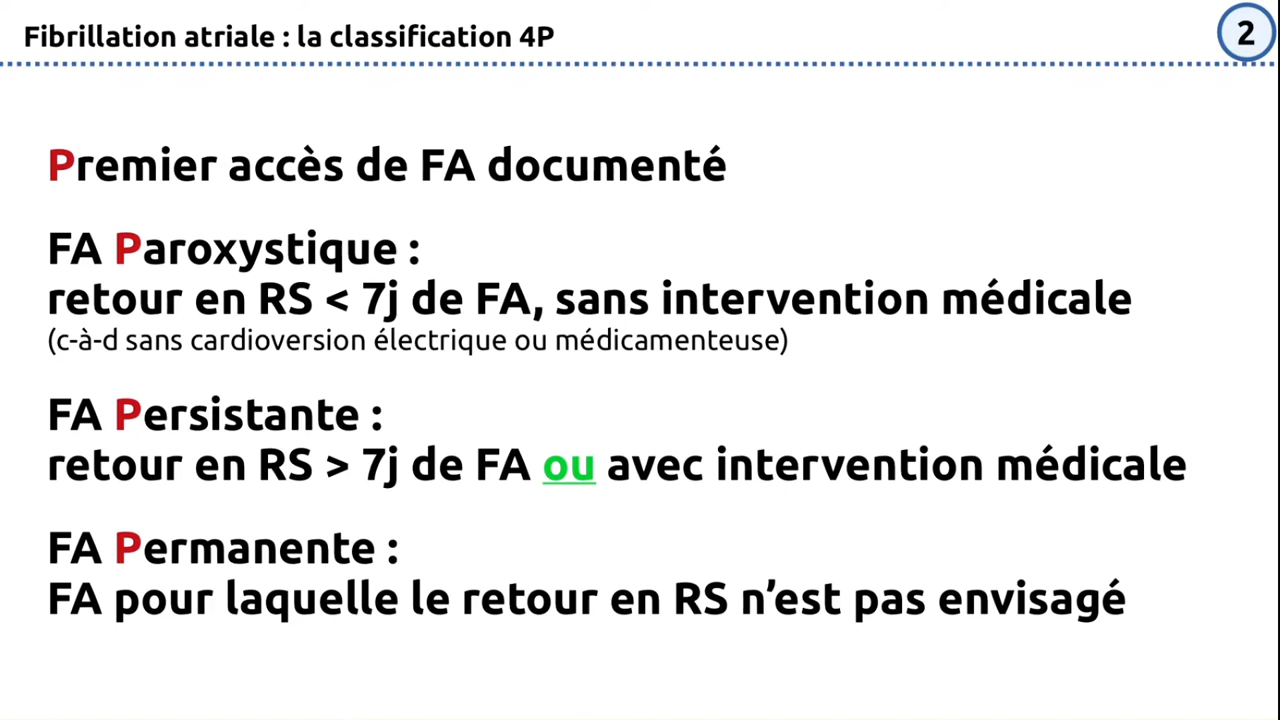 Fibrillation atriale : la classification 4P
2
Premier accès de FA documenté
FA Paroxystique :
retour en RS < 7j de FA, sans intervention médicale
(c-à-d sans cardioversion électrique ou médicamenteuse)
FA Persistante :
retour en RS > 7j de FA ou avec intervention médicale
FA Permanente :
FA pour laquelle le retour en RS n’est pas envisagé